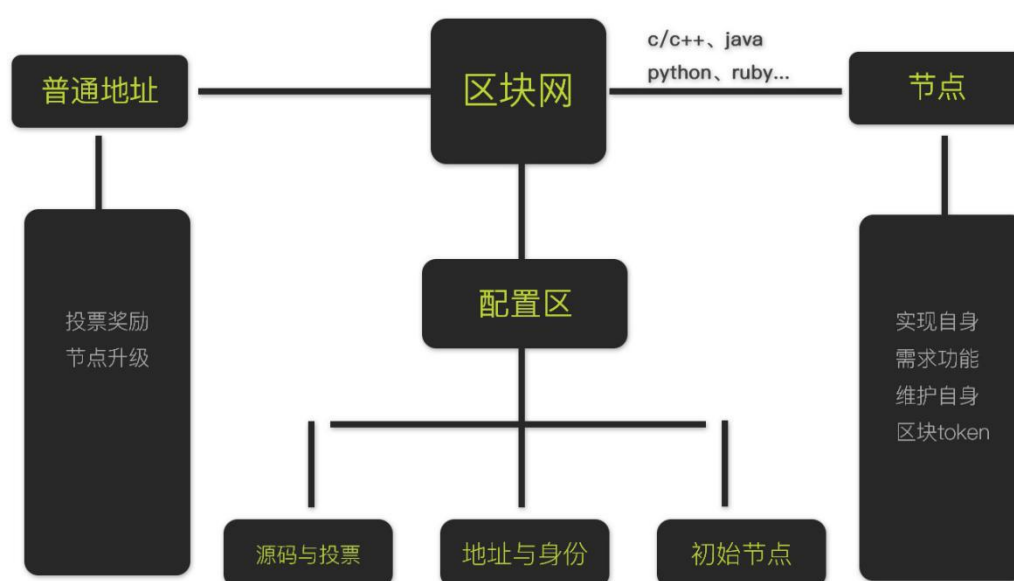 普通地址
区块网
c/c++、java
python、ruby...
节点
投票奖励
节点升级
配置区
实现自身
需求功能
维护自身
区块token
源码与投票
地址与身份
初始节点